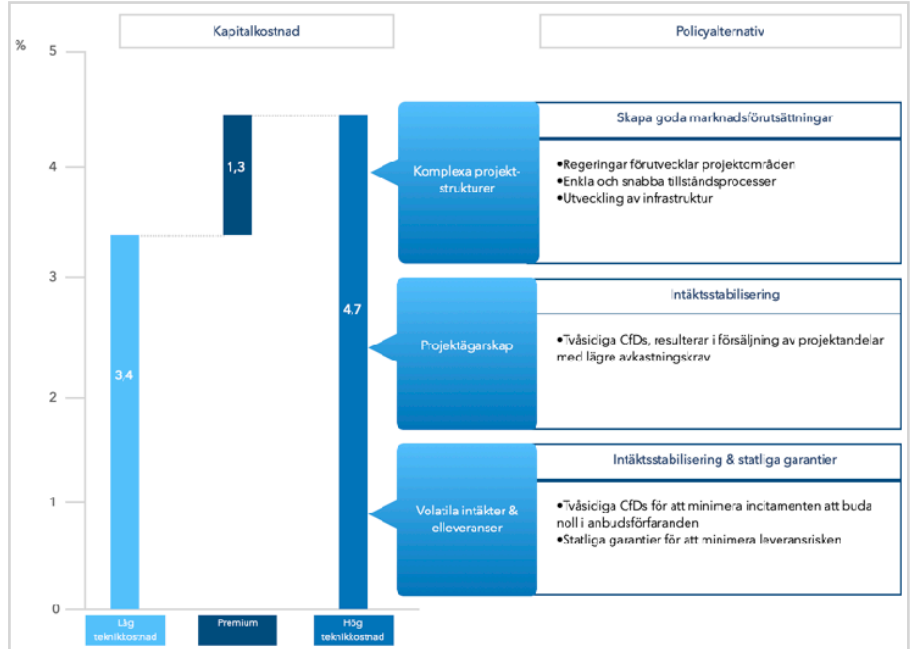 Kapitalkostnad
Policyalternativ
%
5
4
3
2
1
0
1,3
4,7
3,4
Låg
teknikkostnad
Premium
Hög
teknikkostnad
Komplexa projekt-
strukturer
Skapa goda marknadsförutsättningar
•Regeringar förutvecklar projektområden
•Enkla och snabba tillståndsprocesser
•Utveckling av infrastruktur
Projektägarskap
Intäktsstabilisering
•Tvåsidiga CfDs, resulterar i försäljning av projektandelar
med lägre avkastningskrav
Volatila intäkter &
elleveranser
Intäktsstabilisering & statliga garantier
•Tvåsidiga CfDs för att minimera incitamenten att buda
noll i anbudsförfaranden
•Statliga garantier för att minimera leveransrisken